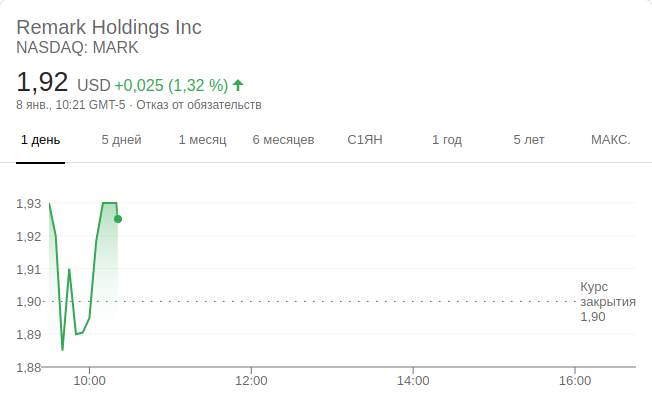 Remark Holdings Inc
NASDAQ: MARK
1,92 USD +0,025 (1,32 %)
8 янв., 10:21 GMT-5 · Отказ от обязательств
1 день 5 дней 1 месяц 6 месяцев С1ЯН 1 год 5 лет МАКС.
1,93
1,92
1,91
1,90
1,89
1,88
Курс
закрытия
1,90
10:00 12:00 14:00 16:00